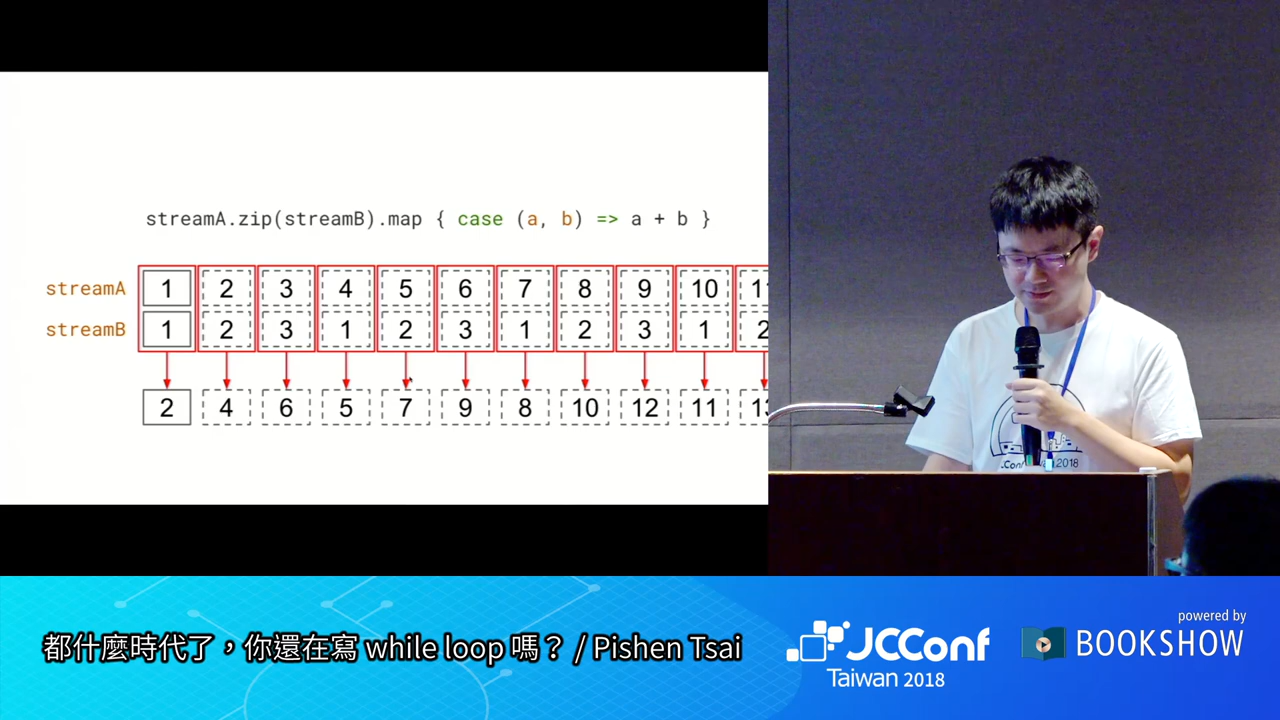 streamA.zip(streamB).map { case (a, b) => a + b }
streamA 1 2 3 4 5 6 7 8 9 10
streamB 1 2 3 1 2 3 1 2 3 1 2
2 4 6 5 7 9 8 10 12 11
2018
都什麼時代了，你還在寫 while loop 嗎？ / Pishen Tsai
JCConf
Taiwan 2018
powered by
BOOKSHOW